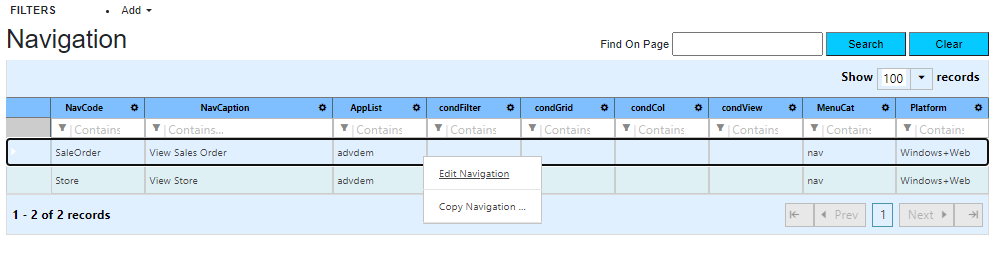 FILTERS • Add
Navigation
Find On Page Search Clear
Show 100 records
NavCode NavCaption AppList condFilter condGrid condCol condView MenuCat Platform
Contains Contains... Contains Contains Contains Contains Contains Contains Contains
SaleOrder View Sales Order advdem nav Windows+Web
Store View Store advdem nav Windows+Web
Edit Navigation
Copy Navigation ...
1 - 2 of 2 records Prev 1 Next